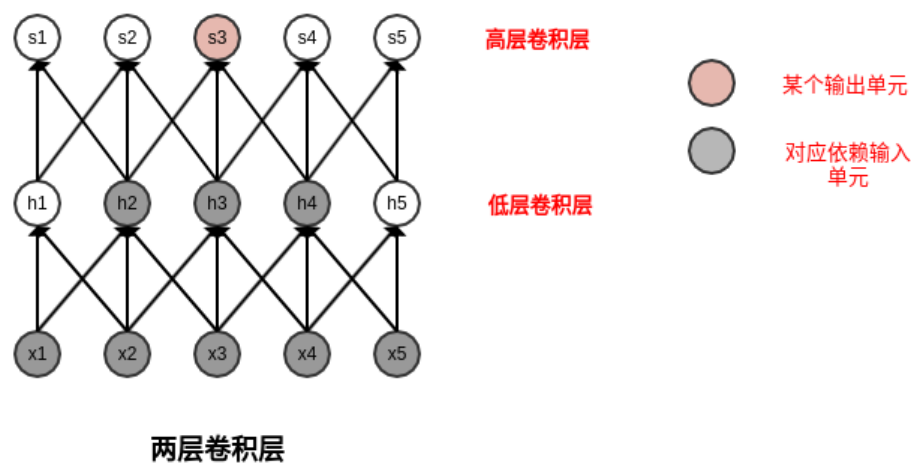 s1 s2 s3 s4 s5 高层卷积层
某个输出单元
对应依赖输入
单元
h1 h2 h3 h4 h5 低层卷积层
x1 x2 x3 x4 x5
两层卷积层